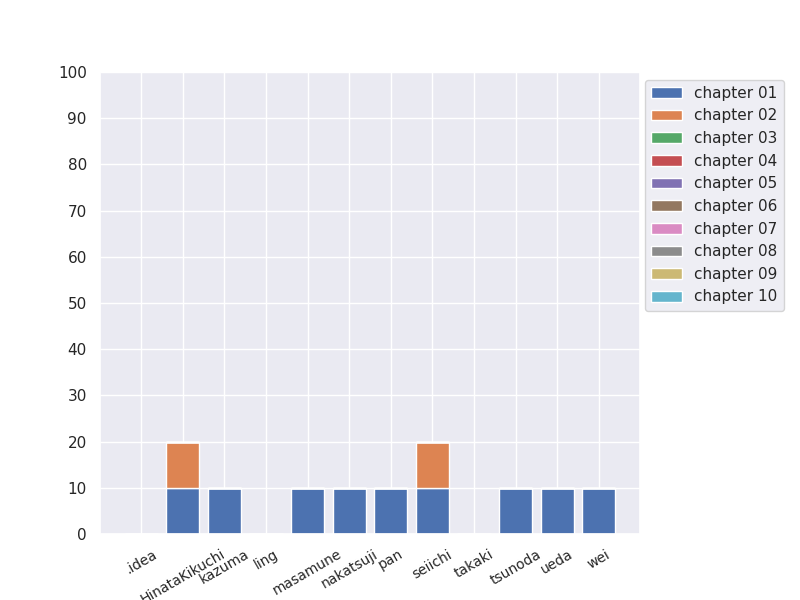 100
90
80
70
60
50
40
30
20
10
0
.idea
HinataKikuchi
kazuma
ling
masamune
nakatsuji
pan
seiichi
takaki
tsunoda
ueda
wei
chapter 01
chapter 02
chapter 03
chapter 04
chapter 05
chapter 06
chapter 07
chapter 08
chapter 09
chapter 10